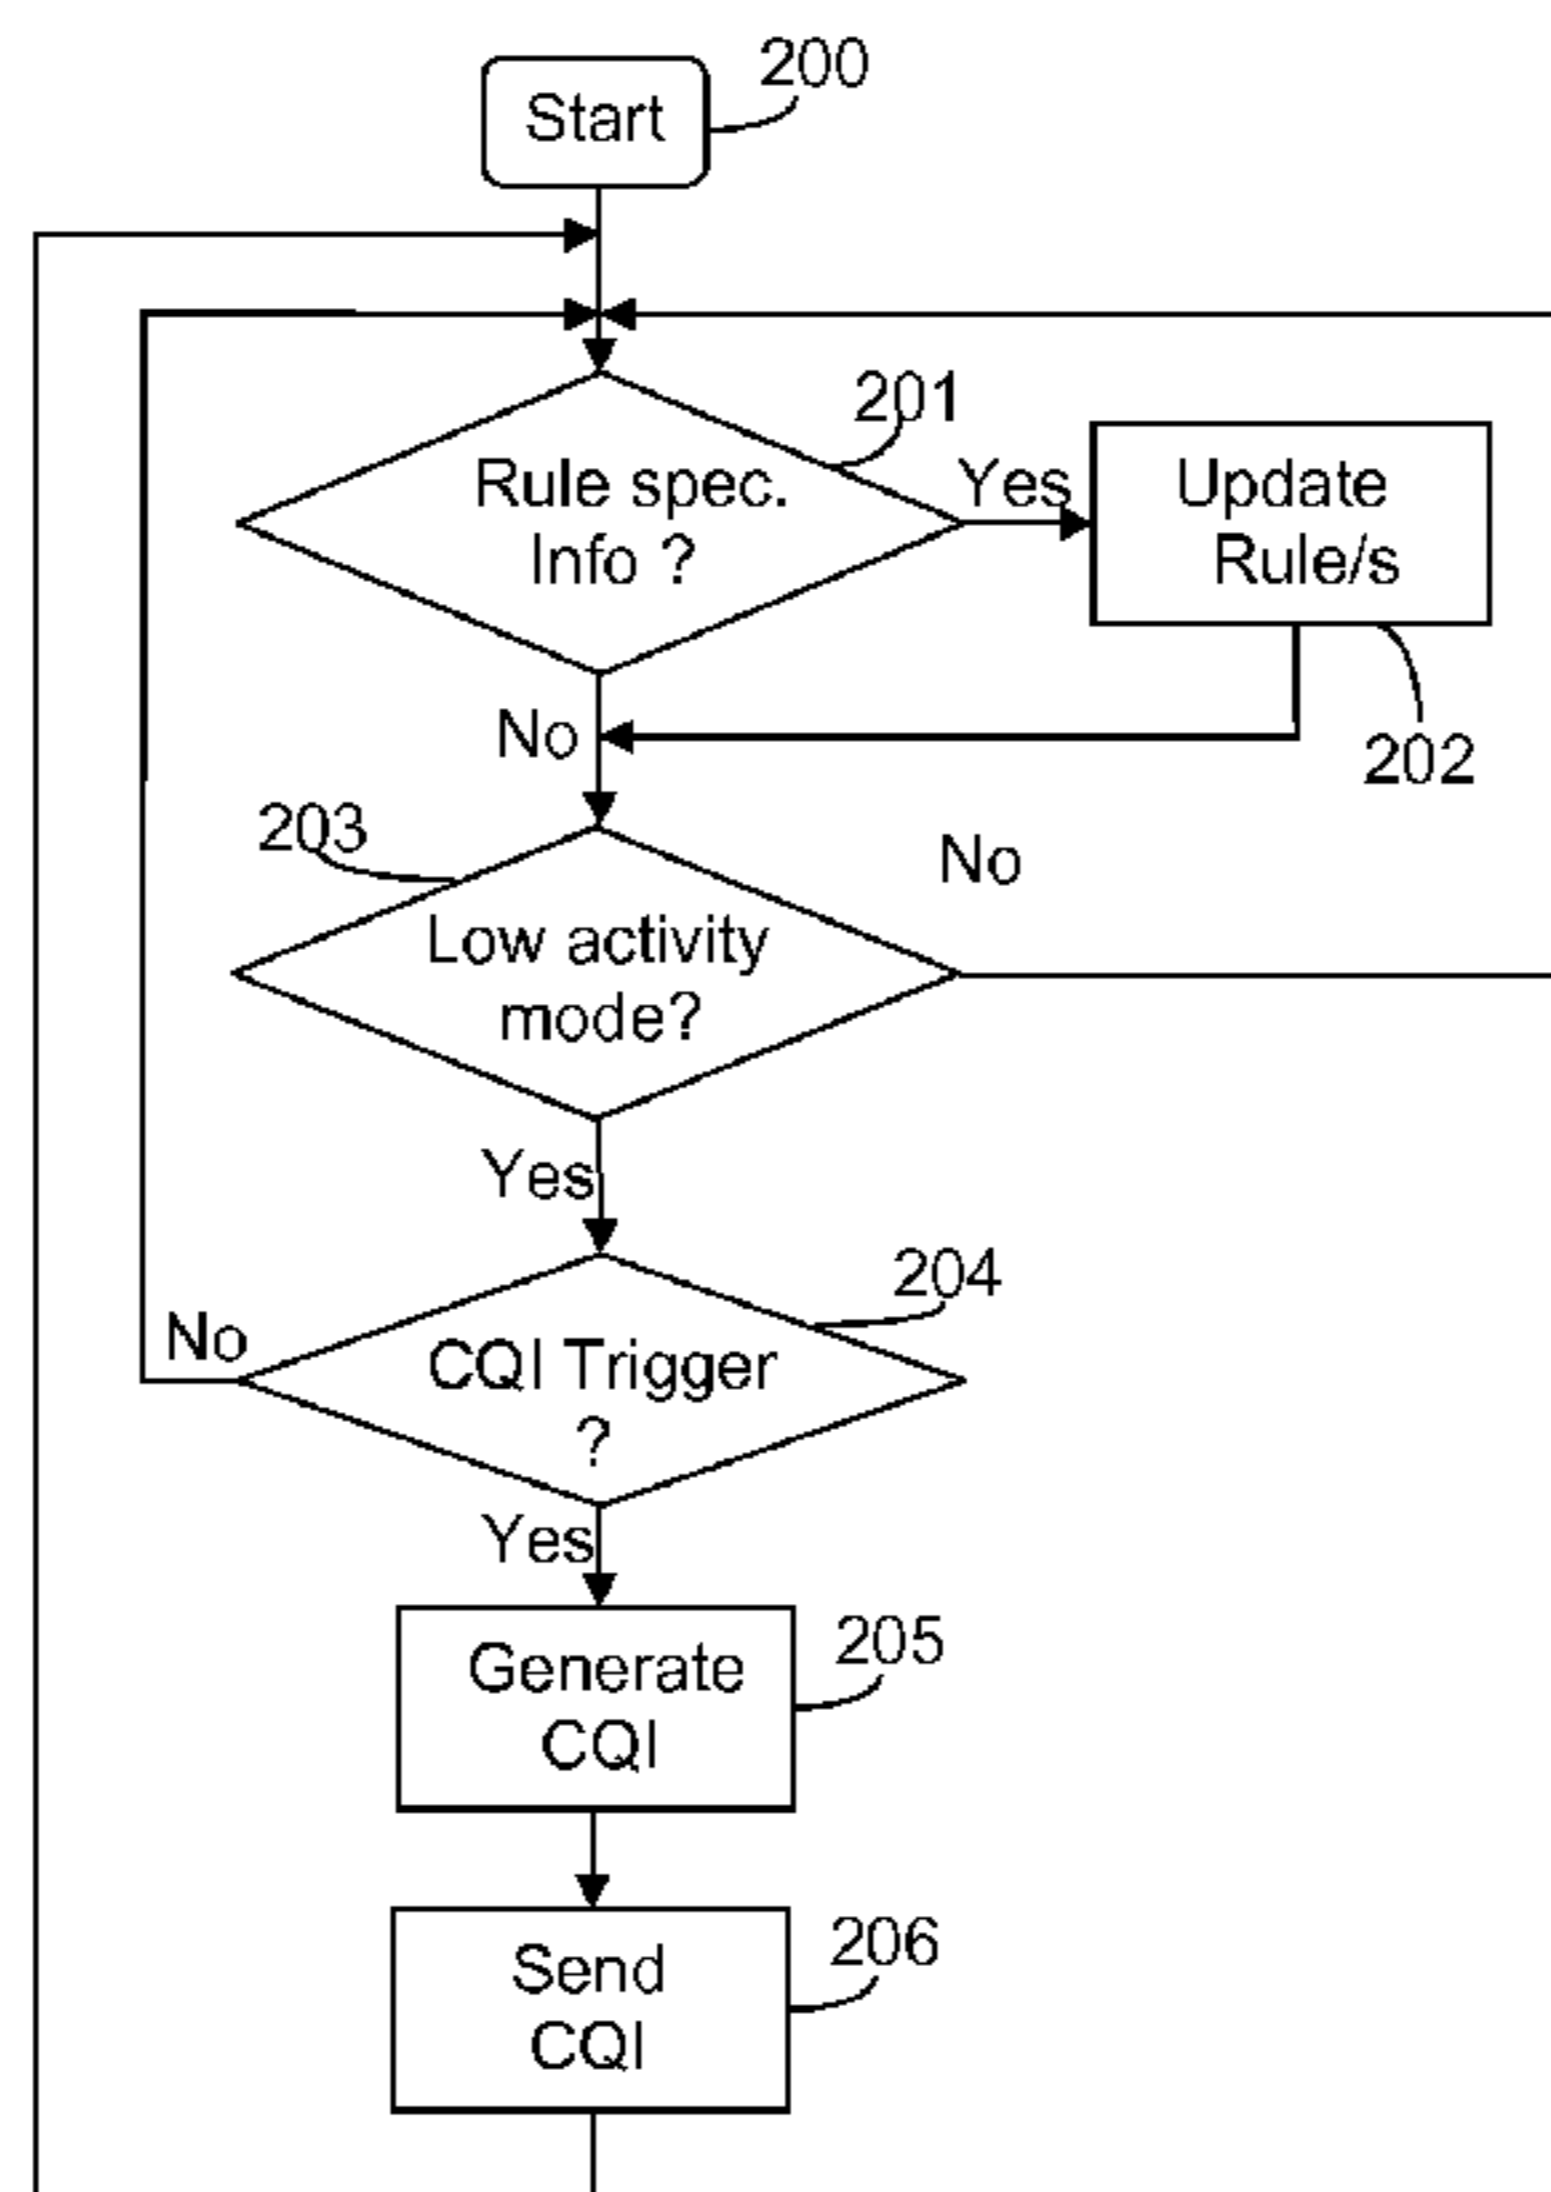 Start
200
201
Rule spec.
Info ?
Yes
Update
Rule/s
No
202
203
No
Low activity
mode?
Yes
204
No
CQI Trigger
?
Yes
Generate
CQI
205
Send
CQI
206